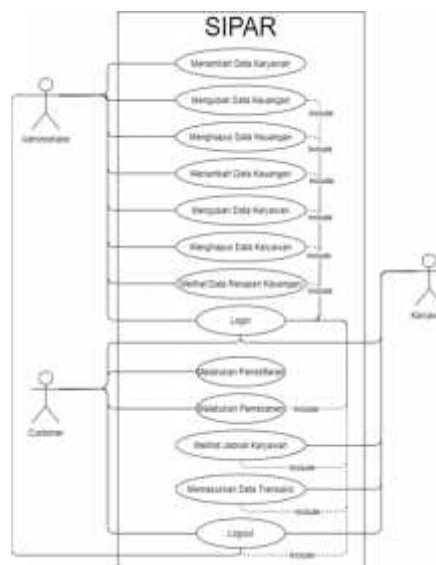 SIPAR
Menambah Data Karyawan
Mengubah Data Keuangan
Include
Administrator
Menghapus Data Keuangan
Include
Menambah Data Keuangan
Include
Mengubah Data Karyawan
Include
Menghapus Data Karyawan
Include
Melihat Data Rekapan Keuangan
Include
Login
Melakukan Pendaftaran
Customer
Melakukan Pemesanan
Include
Melihat Jadwal Karyawan
Include
Memasukkan Data Transaksi
Include
Logout
Include